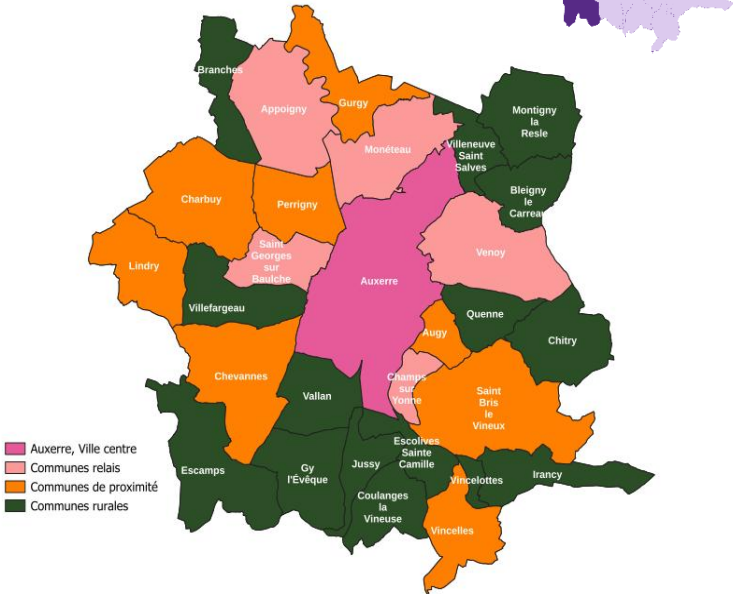 Branches
Appoigny
Gurgy
Montigny
la
Resle
Monéteau
Villeneuve
Saint
Salves
Bleigny
le
Carreau
Charbuy
Perrigny
Saint
Georges
sur
Baulche
Venoy
Lindry
Auxerre
Villefargeau
Quenne
Augy
Chitry
Chevannes
Champs
sur
Yonne
Vallan
Saint
Bris
le
Vineux
Escolives
Sainte
Camille
Escamps
Gy
l'Évêque
Jussy
Irancy
Vincelottes
Coulanges
la
Vineuse
Vincelles
Auxerre, Ville centre
Communes relais
Communes de proximité
Communes rurales